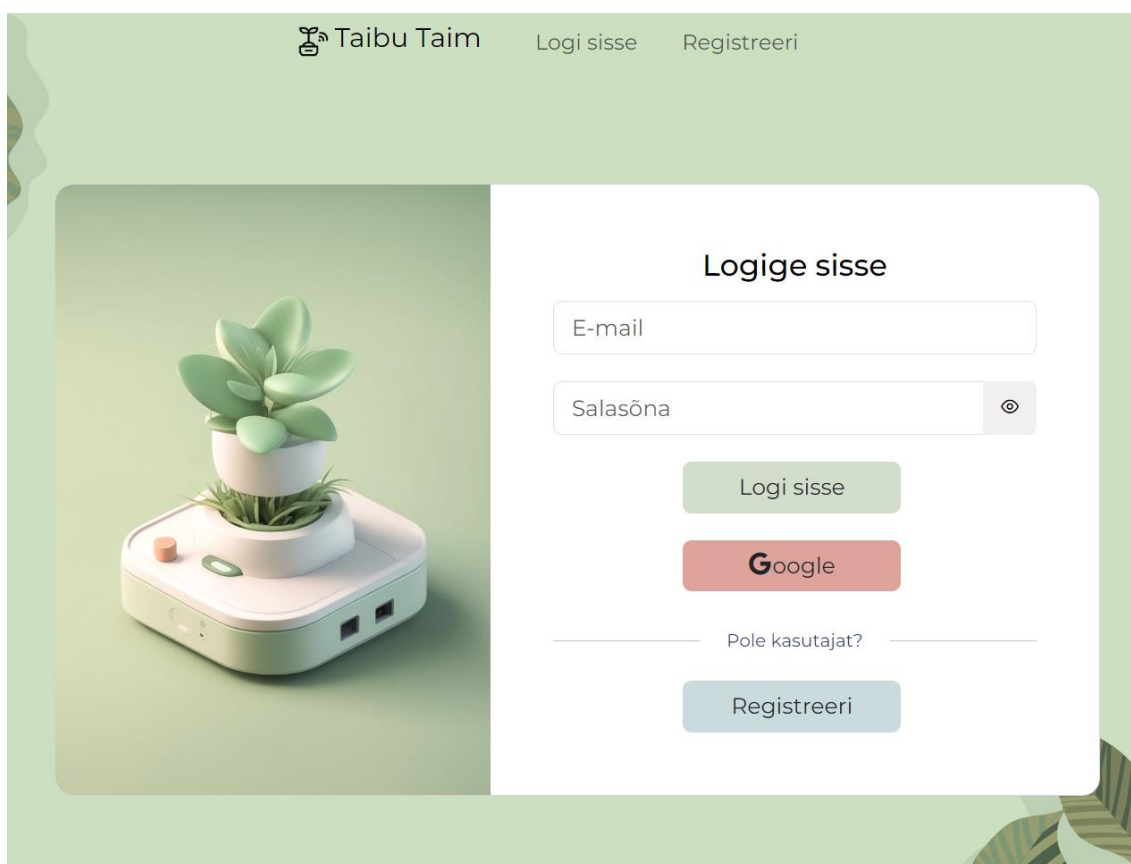 Taibu Taim Logi sisse Registreeri
Logige sisse
E-mail
Salasõna
Logi sisse
Google
Pole kasutajat?
Registreeri